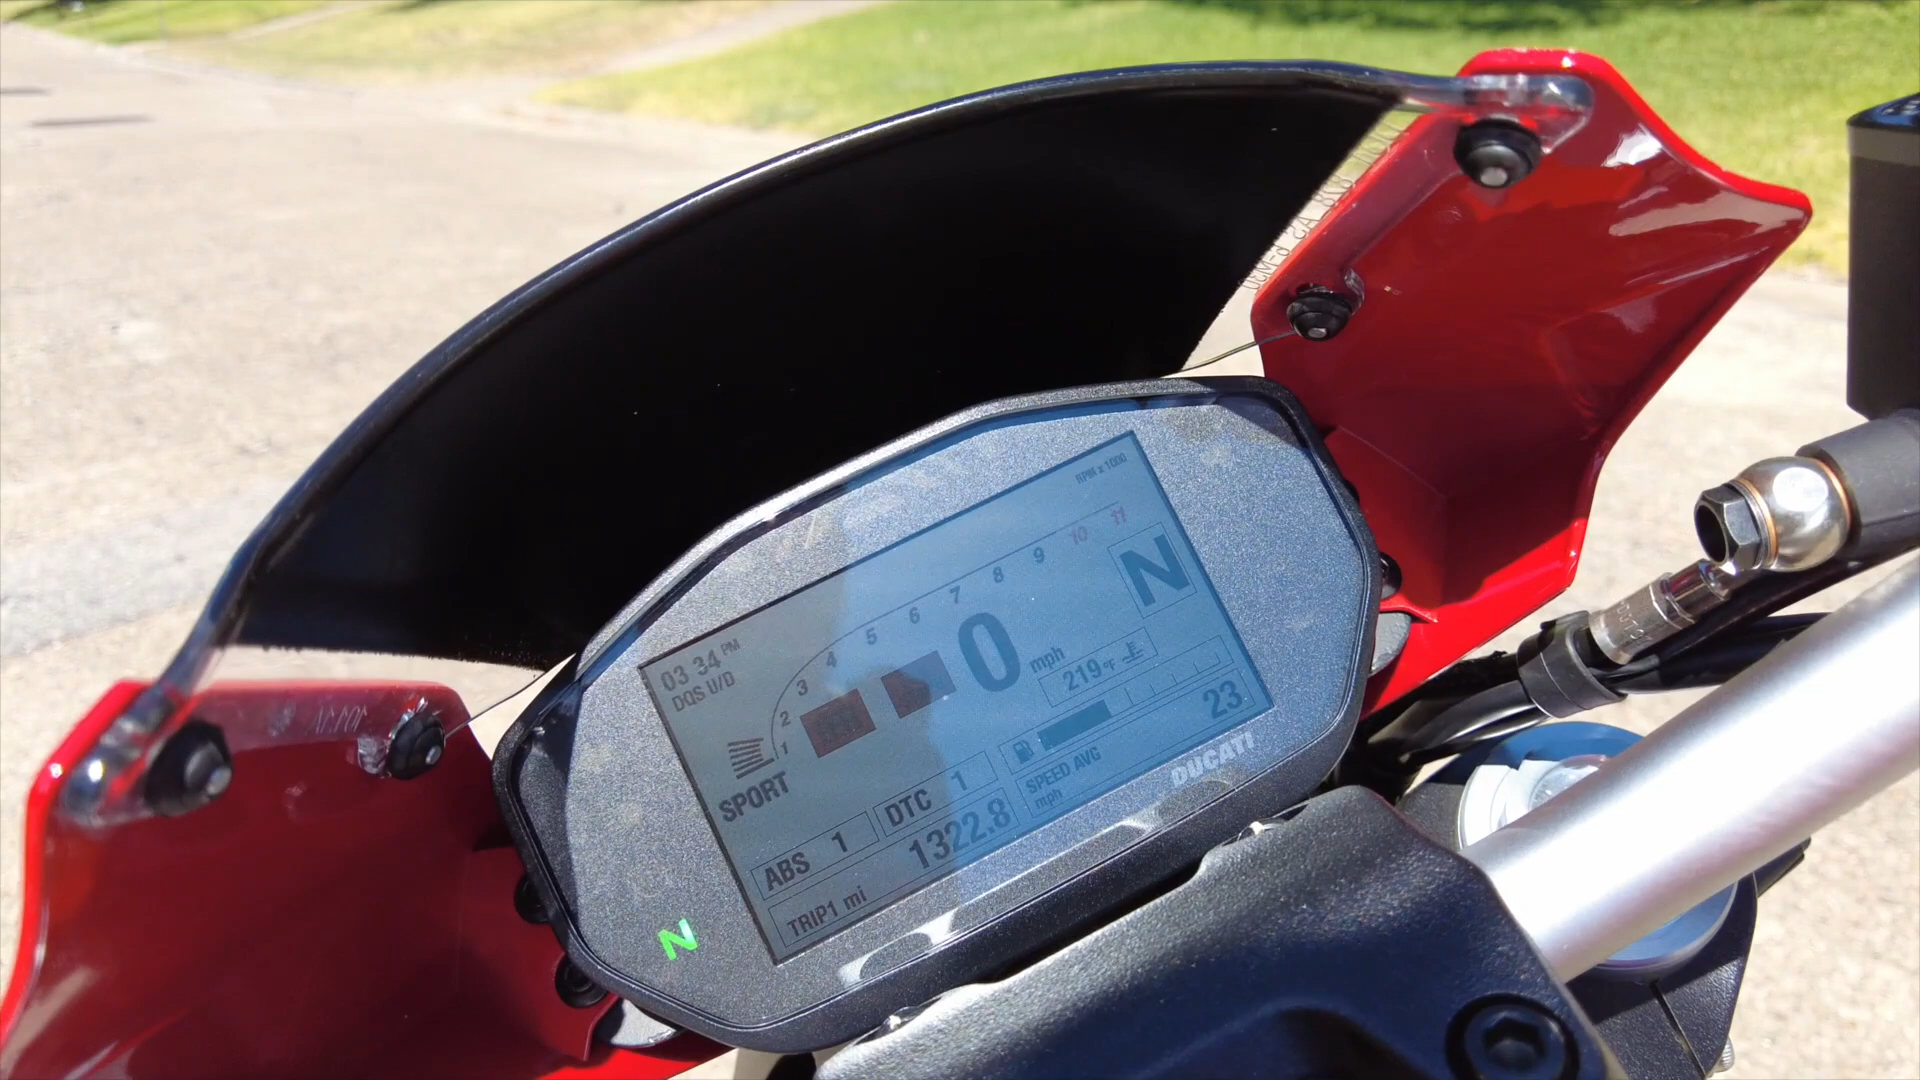 RPM x 1000
03 34 PM
DQS U/D
1 2 3 4 5 6 7 8 9 10 11
N
0 mph
219 °F
SPORT
ABS 1
DTC 1
SPEED AVG
mph
23.
TRIP1 mi
1322.8
DUCATI
N